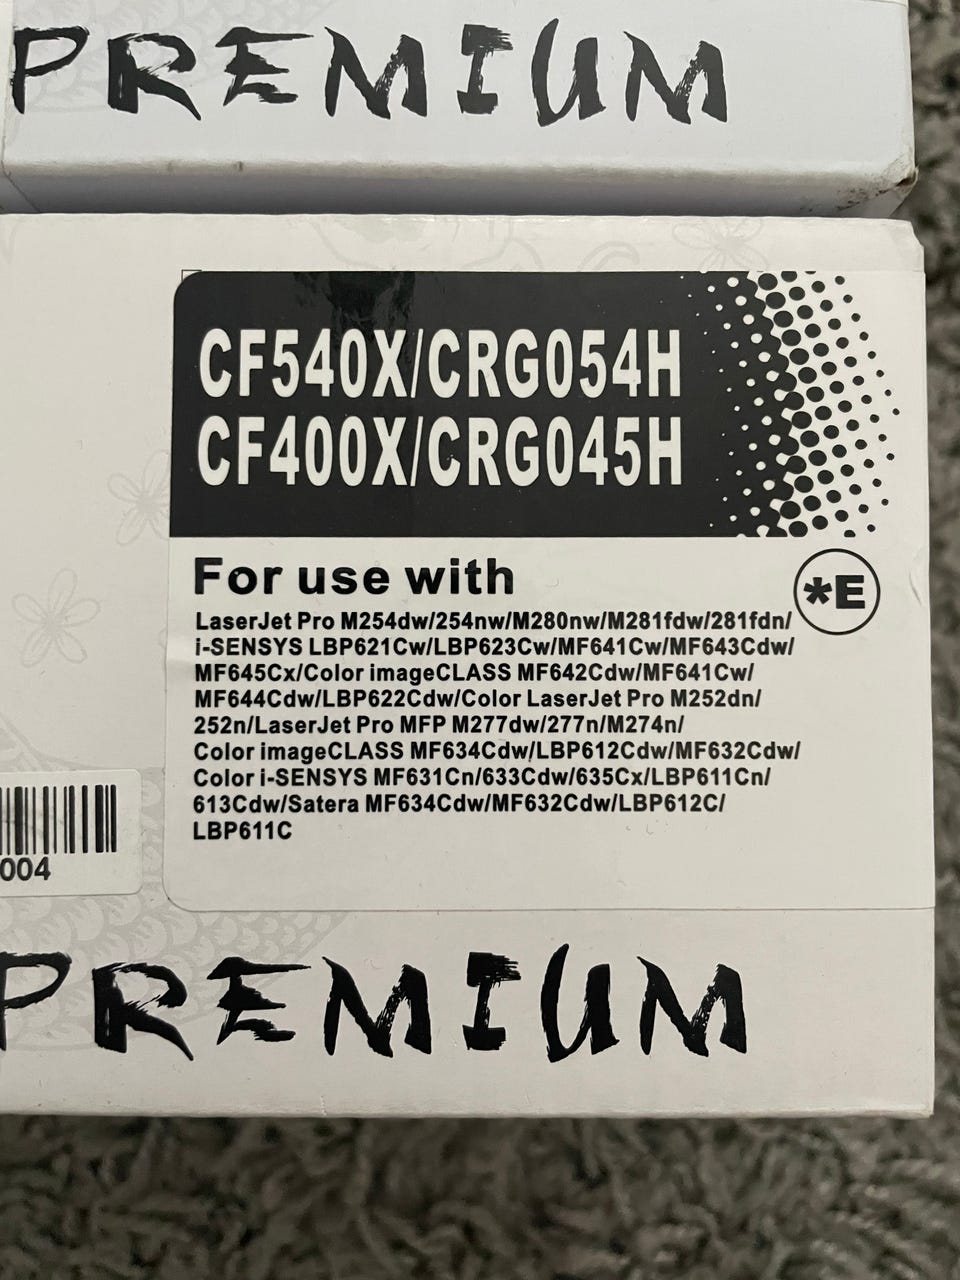 PREMIUM
CF540X/CRG054H
CF400X/CRG045H
For use with
*E
LaserJet Pro M254dw/254nw/M280nw/M281fdw/281fdn/
i-SENSYS LBP621Cw/LBP623Cw/MF641Cw/MF643Cdw/
MF645Cx/Color imageCLASS MF642Cdw/MF641Cw/
MF644Cdw/LBP622Cdw/Color LaserJet Pro M252dn/
252n/LaserJet Pro MFP M277dw/277n/M274n/
Color imageCLASS MF634Cdw/LBP612Cdw/MF632Cdw/
Color i-SENSYS MF631Cn/633Cdw/635Cx/LBP611Cn/
613Cdw/Satera MF634Cdw/MF632Cdw/LBP612C/
LBP611C
004
PREMIUM